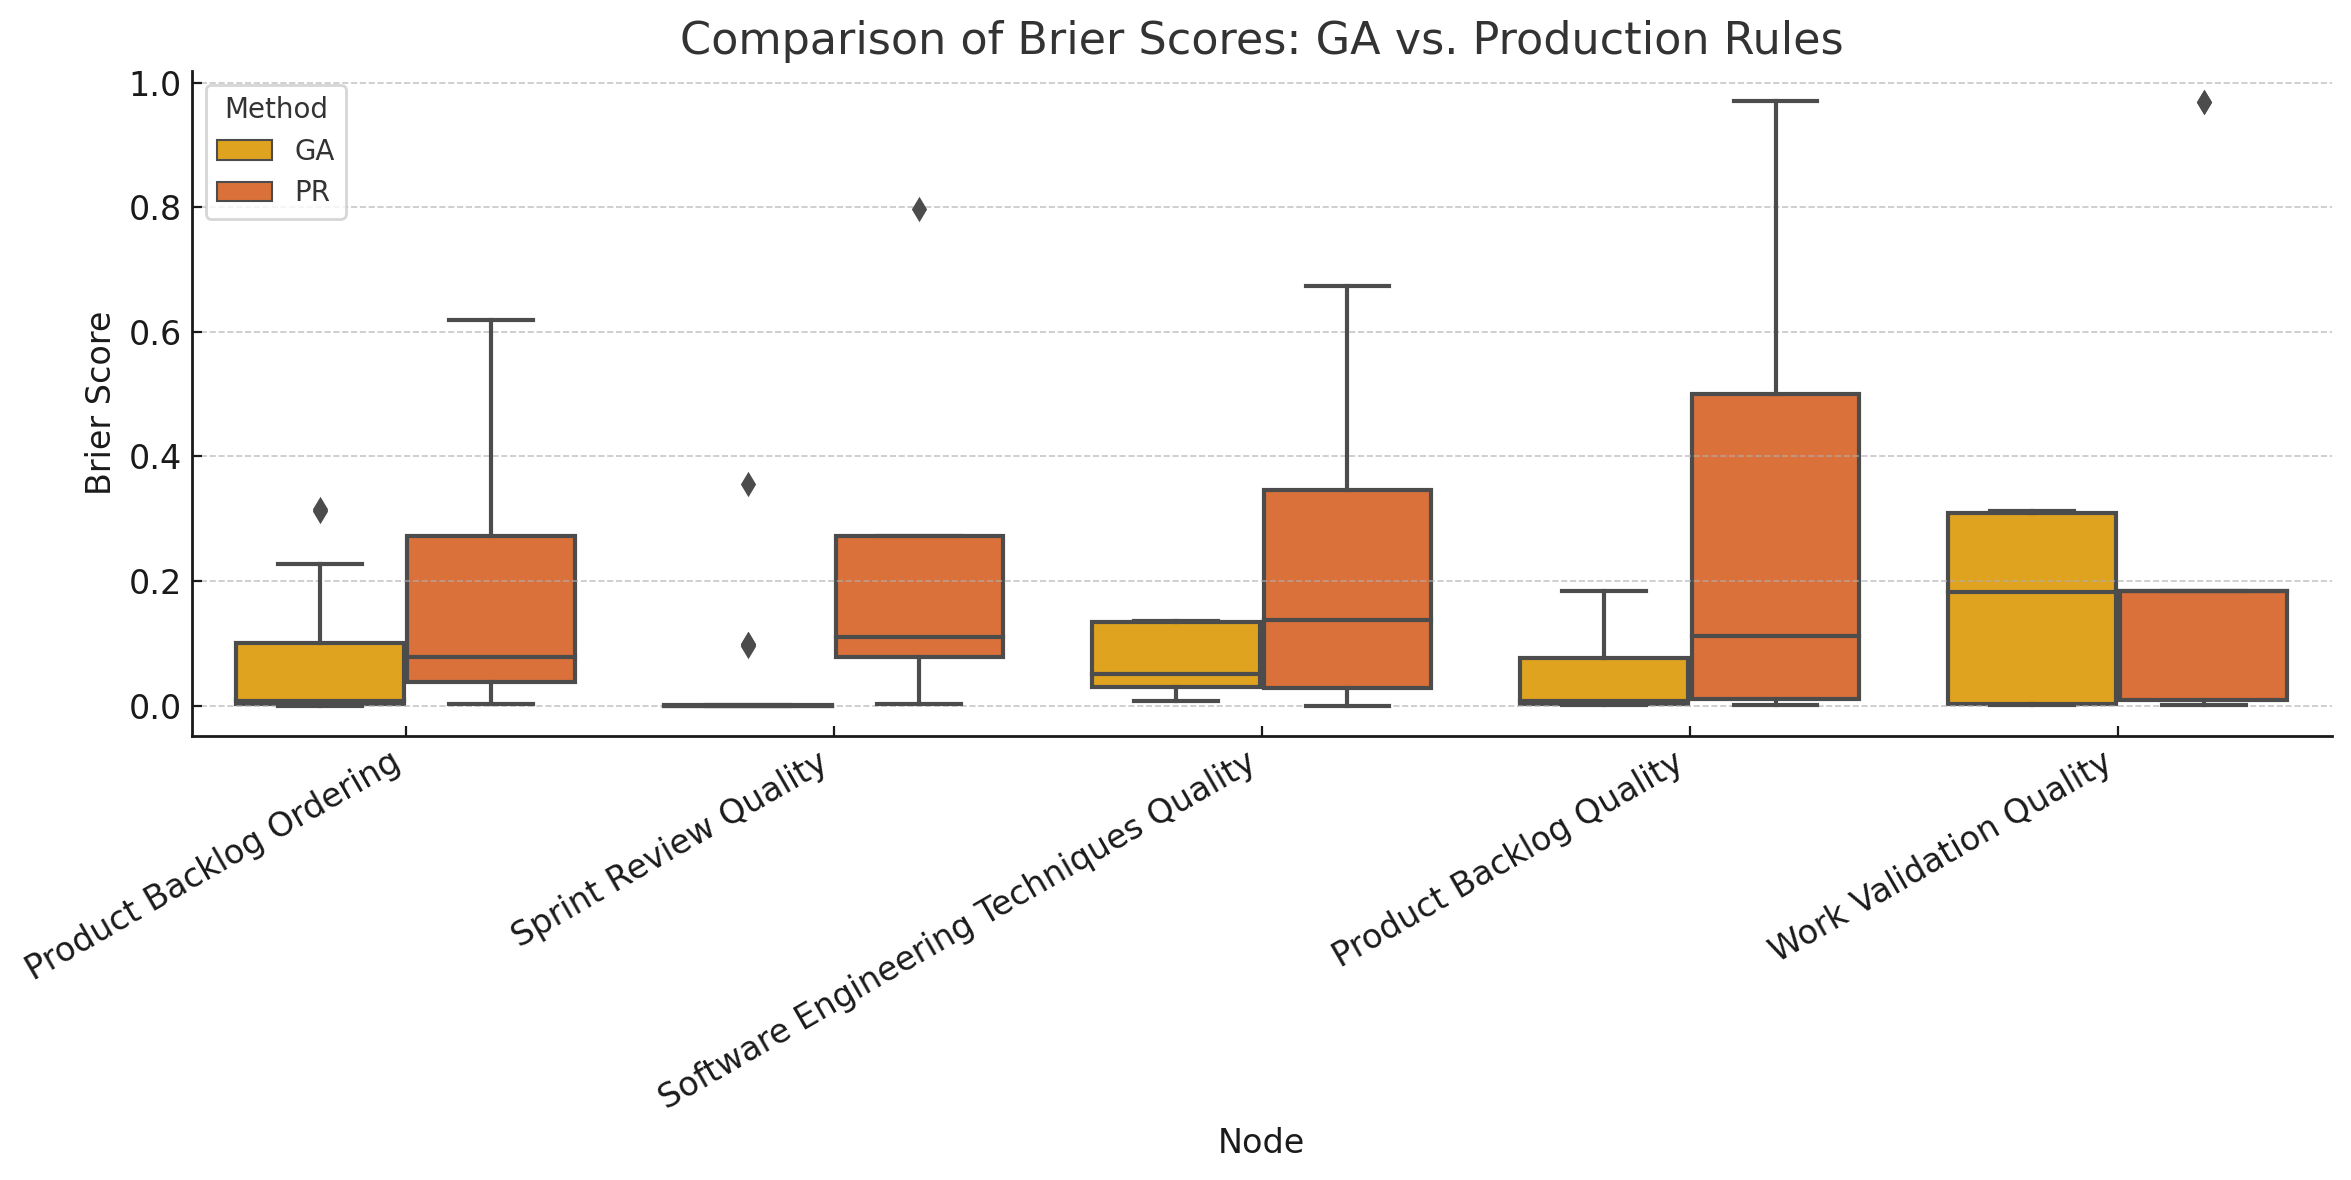 Comparison of Brier Scores: GA vs. Production Rules
Method
GA
PR
Brier Score
1.0
0.8
0.6
0.4
0.2
0.0
Product Backlog Ordering
Sprint Review Quality
Software Engineering Techniques Quality
Product Backlog Quality
Work Validation Quality
Node